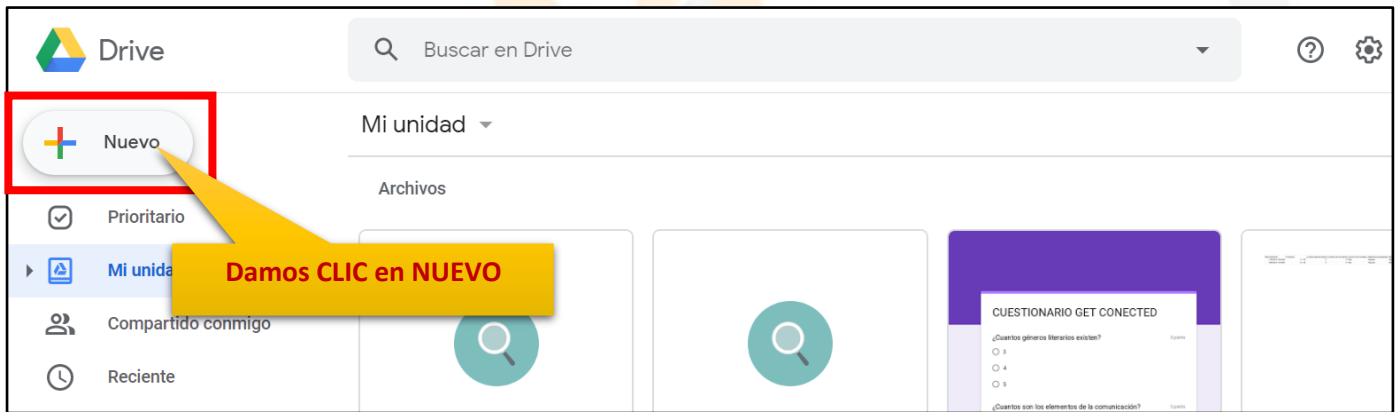 Drive
Buscar en Drive
Nuevo
Mi unidad
Archivos
Prioritario
Mi unida
Damos CLIC en NUEVO
Compartido conmigo
Reciente
CUESTIONARIO GET CONECTED
¿Cuantos géneros literarios existen?
3
4
5
¿Cuantos son los elementos de la comunicación?